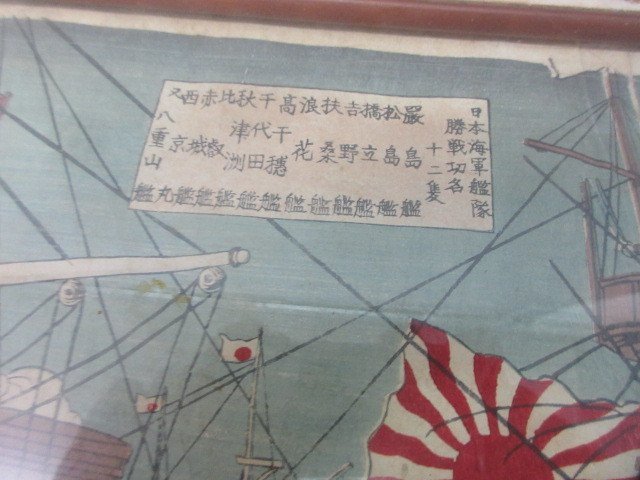 日本海軍艦隊
勝戦功名
十二隻
嚴島艦
松島艦
橋立艦
吉野艦
扶桑艦
浪花艦
高千穗艦
千代田艦
秋津洲艦
比叡艦
赤城艦
西京丸
又八重山艦